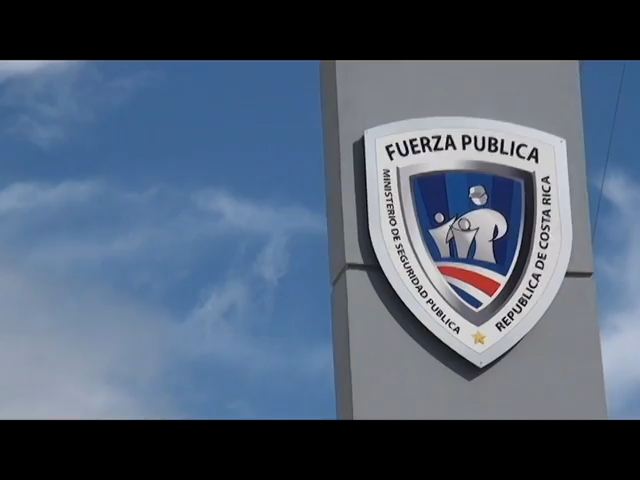 FUERZA PUBLICA
MINISTERIO DE SEGURIDAD PUBLICA
REPUBLICA DE COSTA RICA